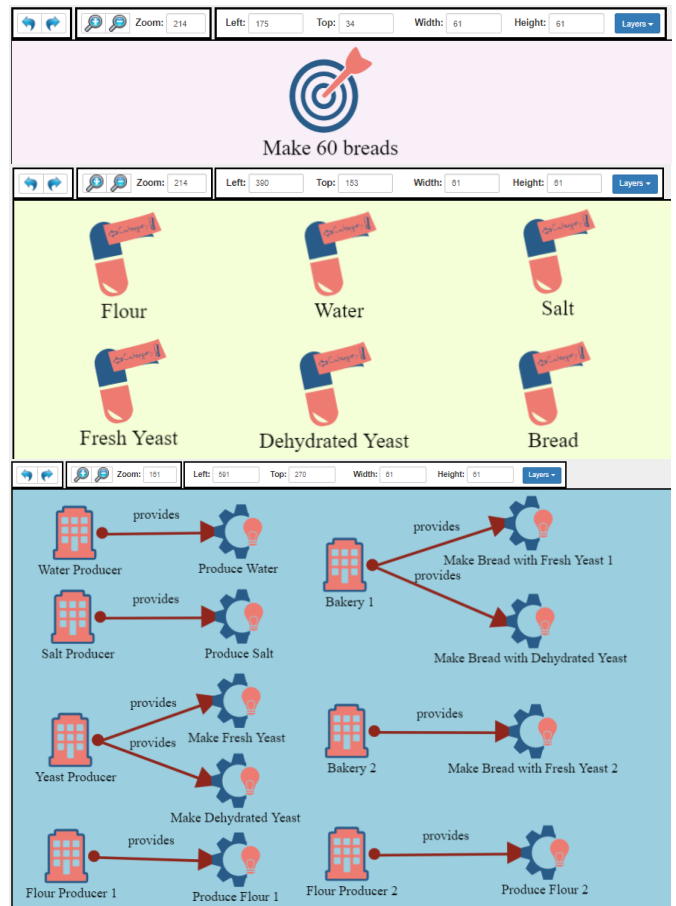 Zoom: 214 Left: 175 Top: 34 Width: 61 Height: 61 Layers
Make 60 breads
Zoom: 214 Left: 390 Top: 153 Width: 61 Height: 61 Layers
Flour Water Salt
Fresh Yeast Dehydrated Yeast Bread
Zoom: 161 Left: 591 Top: 270 Width: 61 Height: 61 Layers
provides
Water Producer Produce Water
provides
Make Bread with Fresh Yeast 1
provides
Bakery 1
provides
Salt Producer Produce Salt
Make Bread with Dehydrated Yeast
provides
Make Fresh Yeast
provides
Yeast Producer
Make Dehydrated Yeast
provides
Bakery 2 Make Bread with Fresh Yeast 2
provides
Flour Producer 1 Produce Flour 1
provides
Flour Producer 2 Produce Flour 2